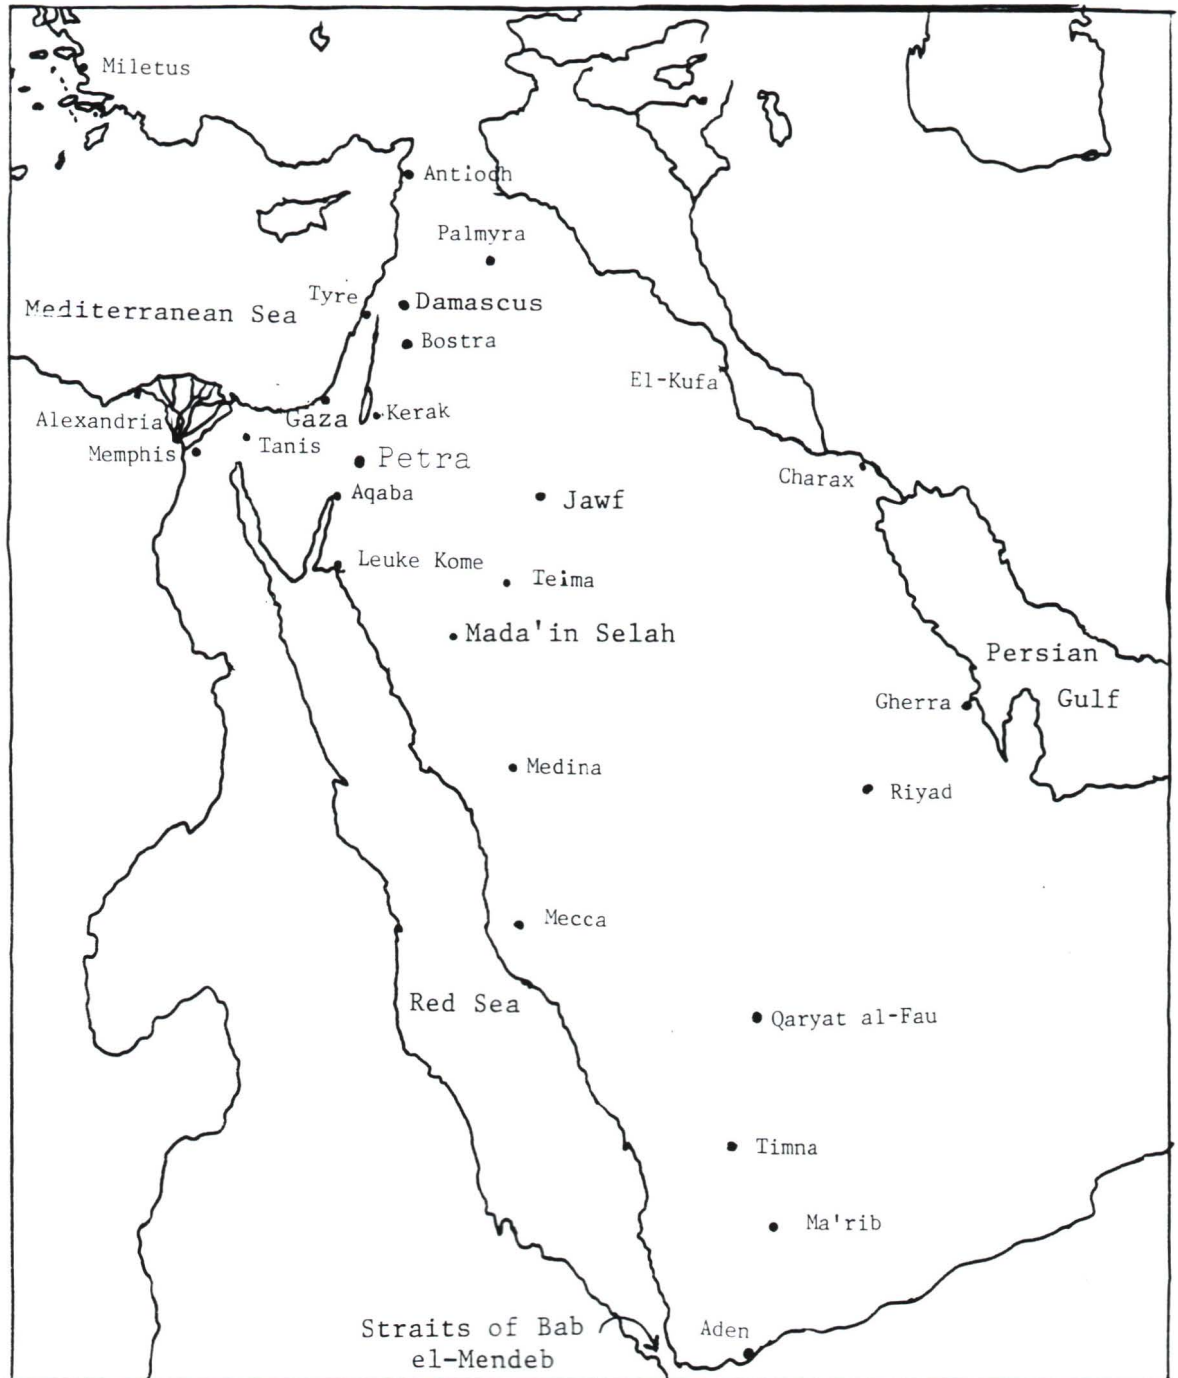 Miletus
Antioch
Palmyra
Tyre
Damascus
Mediterranean Sea
Bostra
El-Kufa
Alexandria
Gaza
Kerak
Memphis
Tanis
Petra
Charax
Aqaba
Jawf
Leuke Kome
Teima
Mada'in Selah
Persian
Gulf
Gherra
Medina
Riyad
Mecca
Red Sea
Qaryat al-Fau
Timna
Ma'rib
Straits of Bab
el-Mendeb
Aden